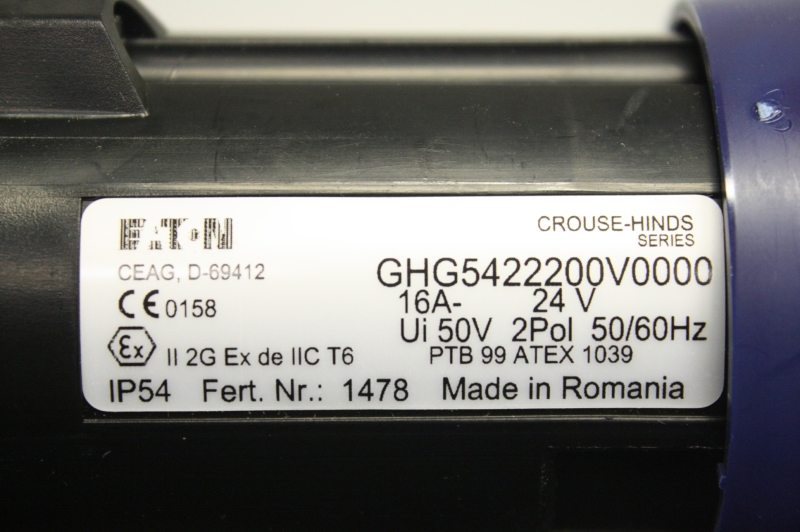 EATON
CROUSE-HINDS
SERIES
CEAG, D-69412
GHG5422200V0000
CE 0158
16A- 24 V
Ui 50V 2Pol 50/60Hz
Ex II 2G Ex de IIC T6
PTB 99 ATEX 1039
IP54 Fert. Nr.: 1478 Made in Romania